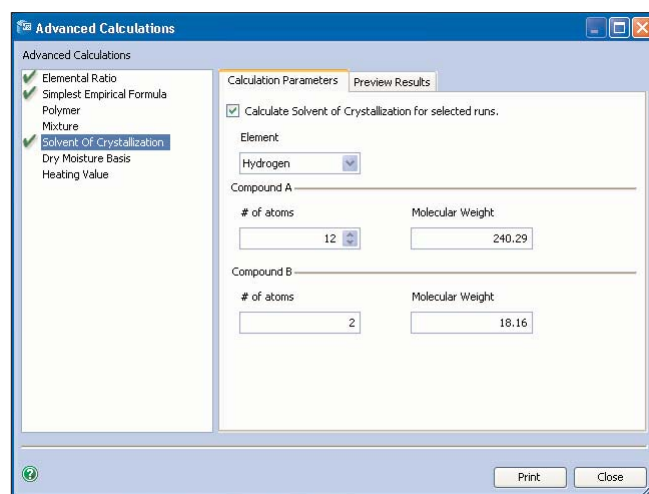 Advanced Calculations
Advanced Calculations
Elemental Ratio
Simplest Empirical Formula
Polymer
Mixture
Solvent Of Crystallization
Dry Moisture Basis
Heating Value
Calculation Parameters
Preview Results
Calculate Solvent of Crystallization for selected runs.
Element
Hydrogen
Compound A
# of atoms
Molecular Weight
12
240.29
Compound B
# of atoms
Molecular Weight
2
18.16
?
Print
Close